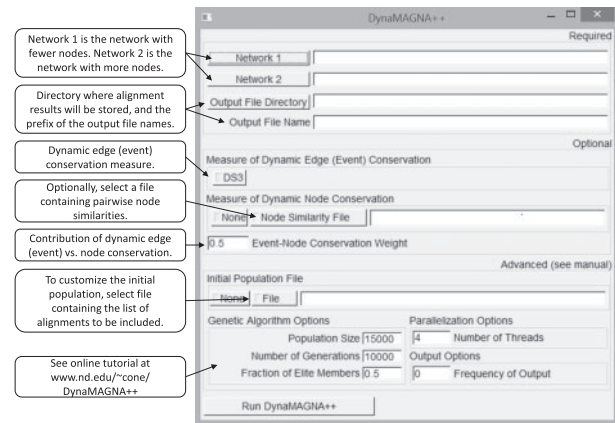 DynaMAGNA++
Network 1 is the network with
fewer nodes. Network 2 is the
network with more nodes.
Required
Network 1
Network 2
Directory where alignment
results will be stored, and the
prefix of the output file names.
Output File Directory
Output File Name
Optional
Dynamic edge (event)
conservation measure.
Measure of Dynamic Edge (Event) Conservation
DS3
Optionally, select a file
containing pairwise node
similarities.
Measure of Dynamic Node Conservation
None Node Similarity File
Contribution of dynamic edge
(event) vs. node conservation.
0.5 Event-Node Conservation Weight
Advanced (see manual)
To customize the initial
population, select file
containing the list of
alignments to be included.
Initial Population File
None File
Genetic Algorithm Options
Population Size 15000
Number of Generations 10000
Fraction of Elite Members 0.5
Parallelization Options
4 Number of Threads
Output Options
0 Frequency of Output
See online tutorial at
www.nd.edu/~cone/
DynaMAGNA++
Run DynaMAGNA++